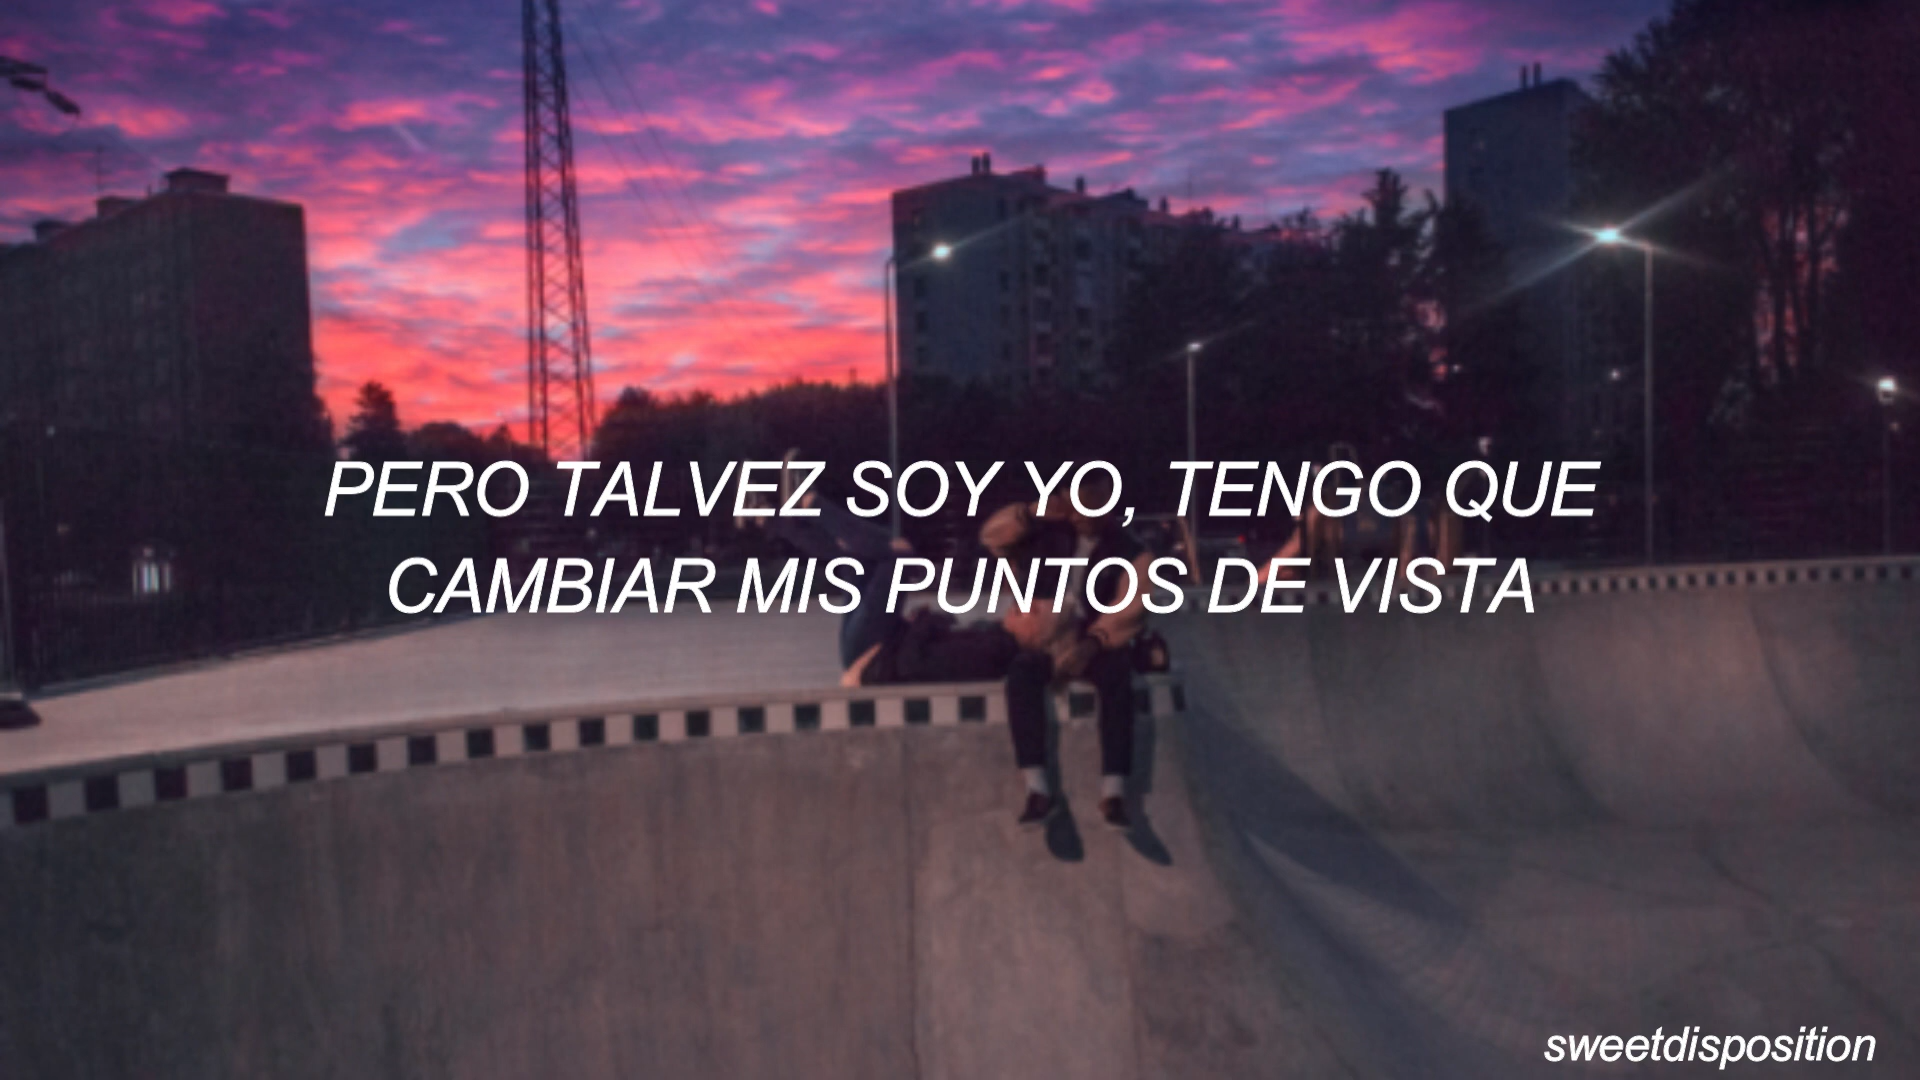 PERO TALVEZ SOY YO, TENGO QUE
CAMBIAR MIS PUNTOS DE VISTA
sweetdisposition